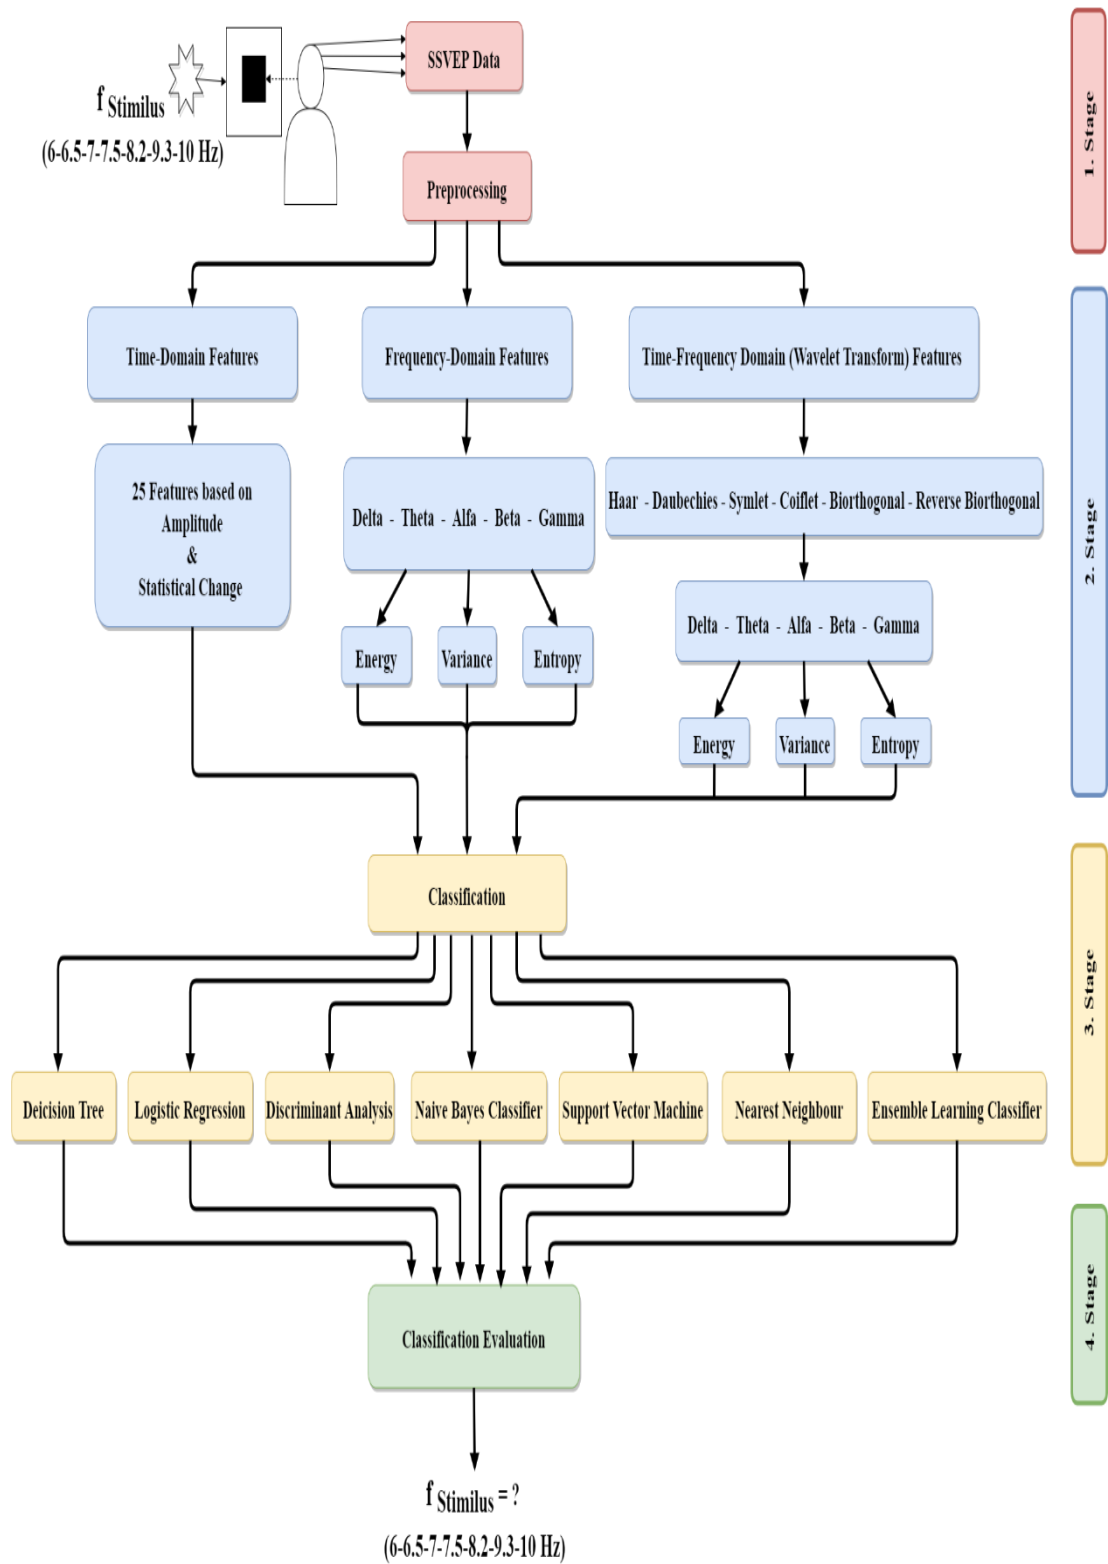 SSVEP Data
f Stimilus
(6-6.5-7-7.5-8.2-9.3-10 Hz)
Preprocessing
1. Stage
Time-Domain Features
Frequency-Domain Features
Time-Frequency Domain (Wavelet Transform) Features
25 Features based on
Amplitude
&
Statistical Change
Delta - Theta - Alfa - Beta - Gamma
Haar - Daubechies - Symlet - Coiflet - Biorthogonal - Reverse Biorthogonal
Delta - Theta - Alfa - Beta - Gamma
Energy
Variance
Entropy
Energy
Variance
Entropy
2. Stage
Classification
Deicision Tree
Logistic Regression
Discriminant Analysis
Naive Bayes Classifier
Support Vector Machine
Nearest Neighbour
Ensemble Learning Classifier
3. Stage
Classification Evaluation
4. Stage
f Stimilus = ?
(6-6.5-7-7.5-8.2-9.3-10 Hz)